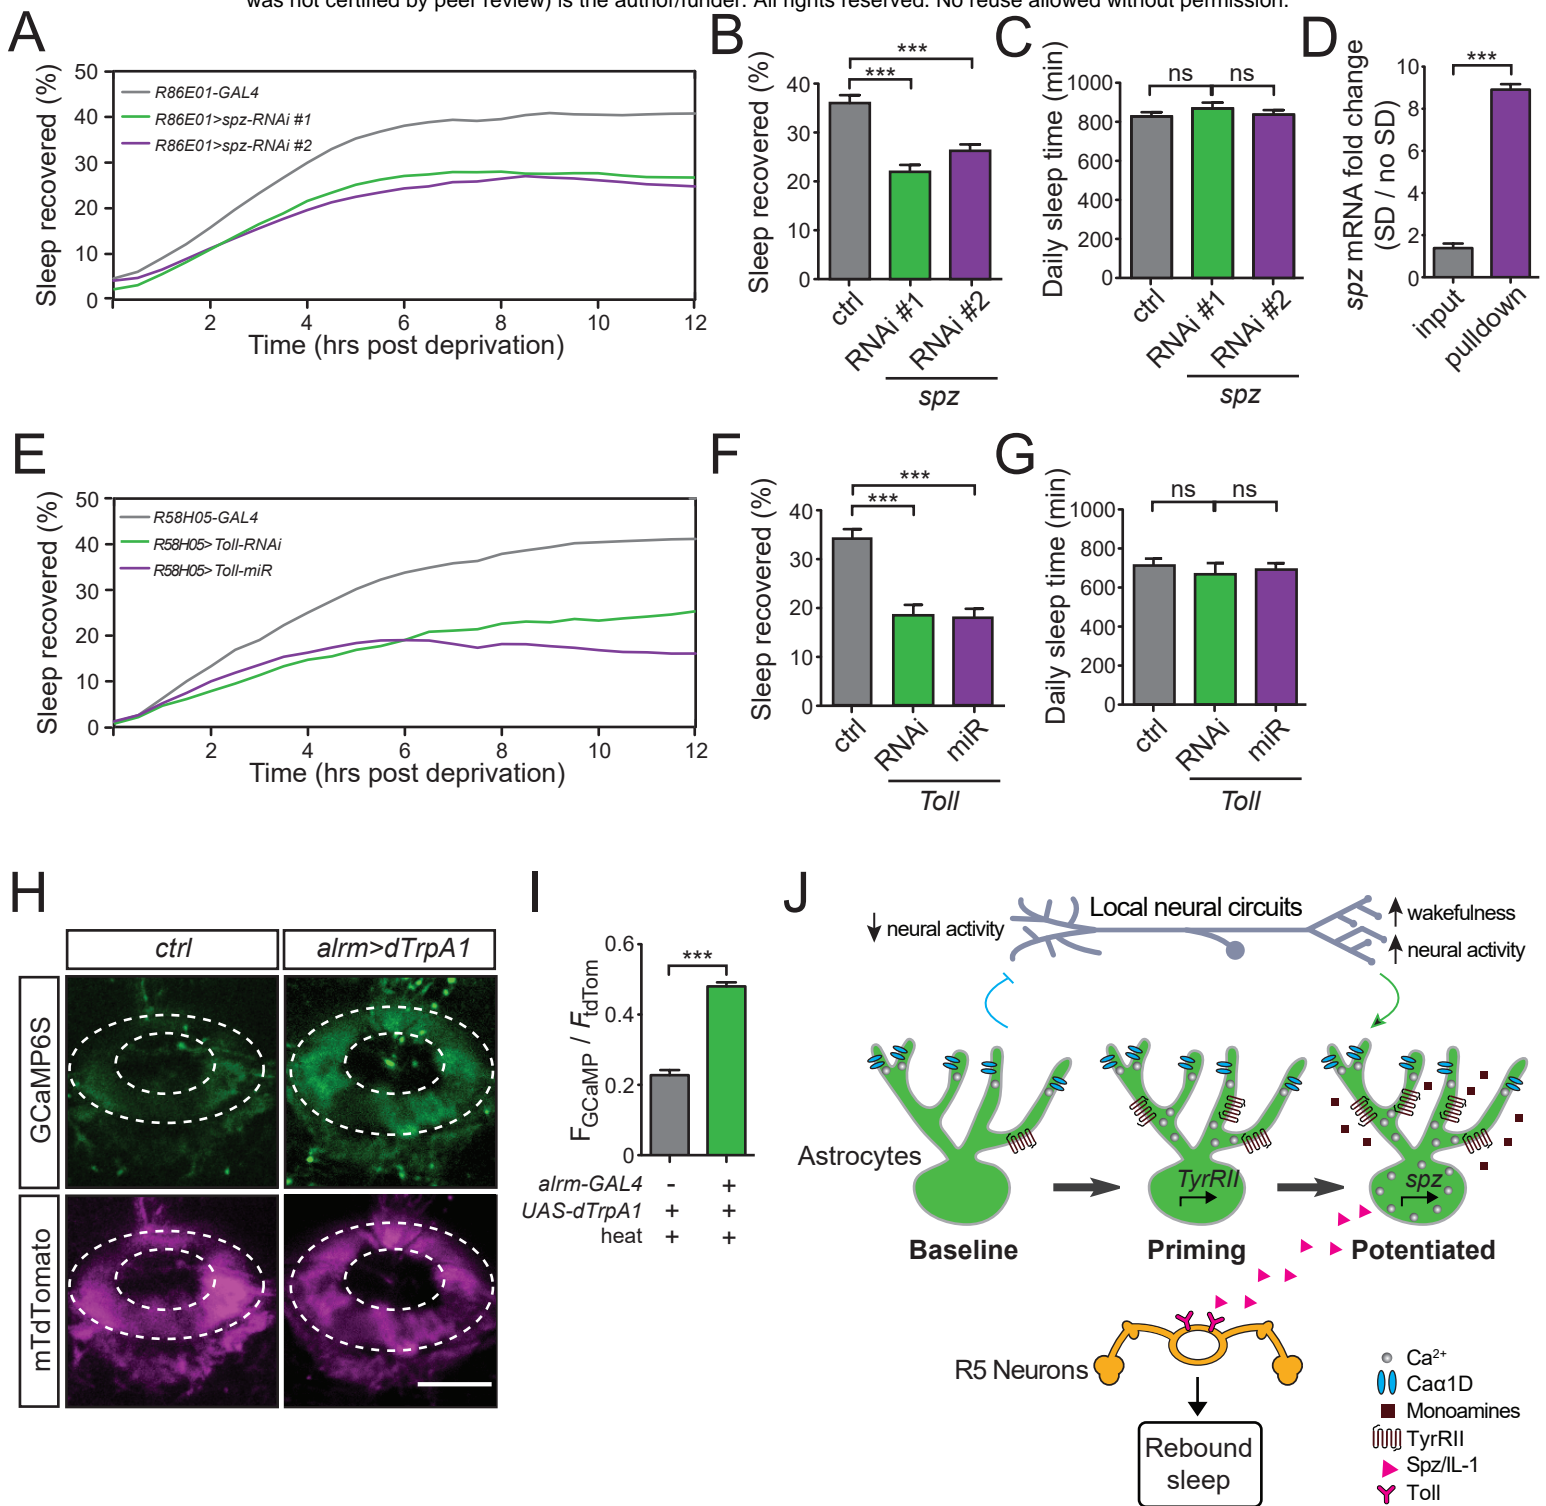 was not certified by peer review) is the author/funder. All rights reserved. No reuse allowed without permission.
A
Sleep recovered (%)
50
40
30
20
10
0
R86E01-GAL4
R86E01>spz-RNAi #1
R86E01>spz-RNAi #2
2 4 6 8 10 12
Time (hrs post deprivation)
B
Sleep recovered (%)
40
30
20
10
0
***
***
ctrl
RNAi #1
RNAi #2
spz
C
Daily sleep time (min)
1000
800
600
400
200
0
ns ns
ctrl
RNAi #1
RNAi #2
spz
D
spz mRNA fold change
(SD / no SD)
10
8
6
4
2
0
***
input
pulldown
E
Sleep recovered (%)
50
40
30
20
10
0
R58H05-GAL4
R58H05>Toll-RNAi
R58H05>Toll-miR
2 4 6 8 10 12
Time (hrs post deprivation)
F
Sleep recovered (%)
40
30
20
10
0
***
***
ctrl
RNAi
miR
Toll
G
Daily sleep time (min)
1000
800
600
400
200
0
ns ns
ctrl
RNAi
miR
Toll
H
ctrl
alrm>dTrpA1
GCaMP6S
mTdTomato
I
FGCaMP / FtdTom
0.6
0.4
0.2
0
***
alrm-GAL4 - +
UAS-dTrpA1 + +
heat + +
J
Local neural circuits
↓ neural activity
↑ wakefulness
↑ neural activity
Astrocytes
TyrRII
spz
Baseline
Priming
Potentiated
R5 Neurons
Rebound
sleep
Ca2+
Caα1D
Monoamines
TyrRII
Spz/IL-1
Toll